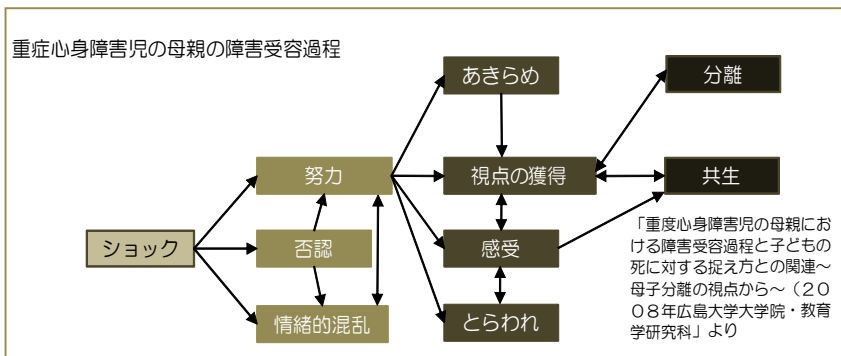 重症心身障害児の母親の障害受容過程
あきらめ
分離
努力
視点の獲得
共生
ショック
否認
感受
情緒的混乱
とらわれ
「重度心身障害児の母親にお
ける障害受容過程と子どもの
死に対する捉え方との関連~
母子分離の視点から~(20
08年広島大学大学院・教育
学研究科」より